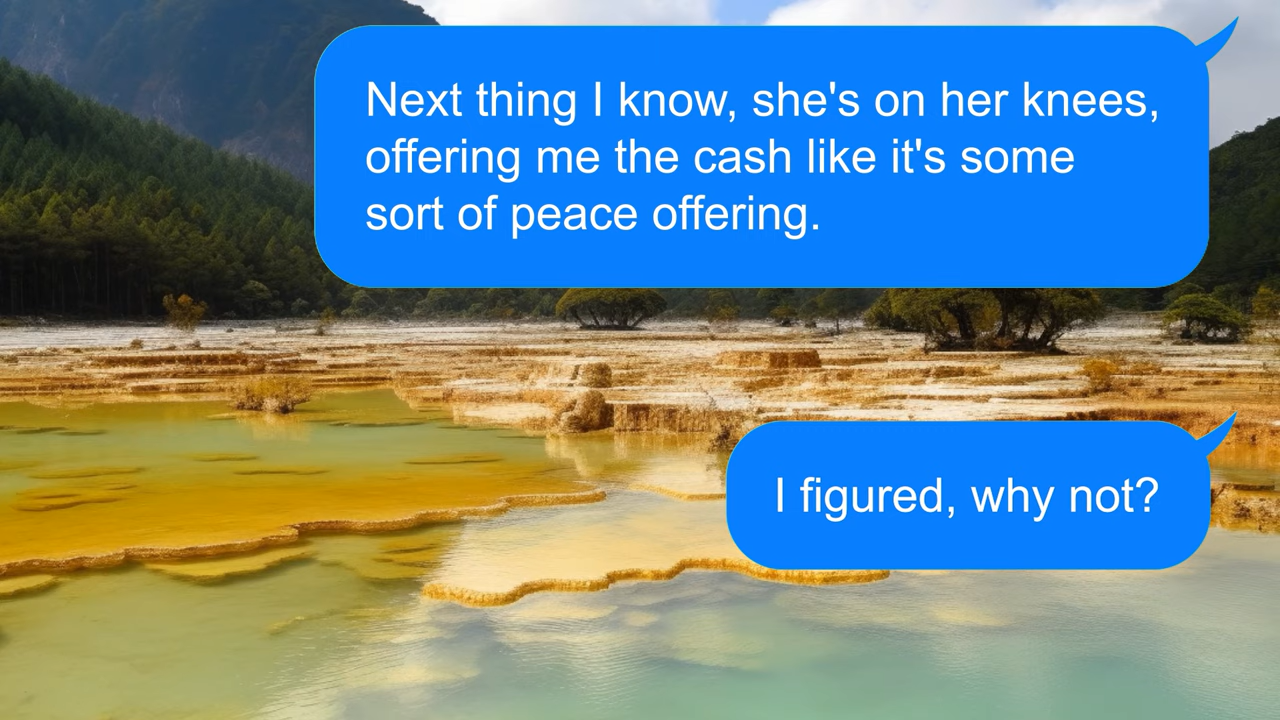 Next thing I know, she's on her knees,
offering me the cash like it's some
sort of peace offering.
I figured, why not?